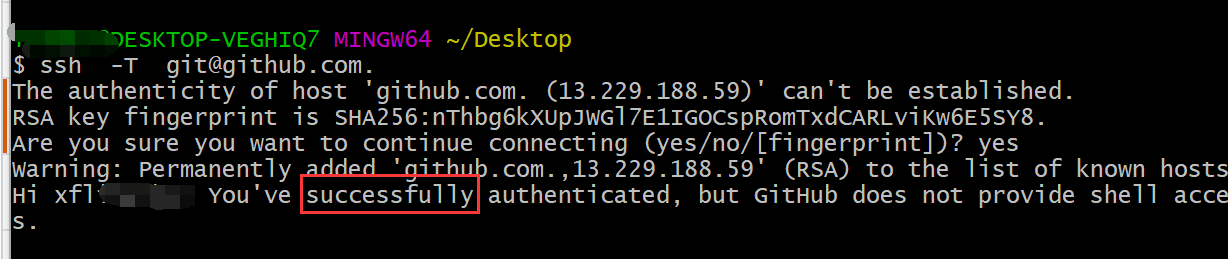 DESKTOP-VEGHIQ7 MINGW64 ~/Desktop
$ ssh  -T  git@github.com.
The authenticity of host 'github.com. (13.229.188.59)' can't be established.
RSA key fingerprint is SHA256:nThbg6kXUpJWGl7E1IGOCspRomTxdCARLviKw6E5SY8.
Are you sure you want to continue connecting (yes/no/[fingerprint])? yes
Warning: Permanently added 'github.com.,13.229.188.59' (RSA) to the list of known hosts
Hi xfl You've successfully authenticated, but GitHub does not provide shell acce
s.